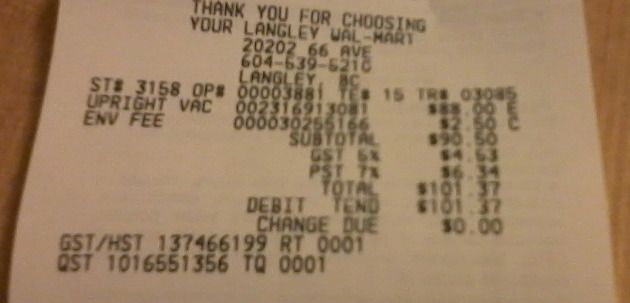 THANK YOU FOR CHOOSING
YOUR LANGLEY WAL-MART
20202 66 AVE
604-539-5210
LANGLEY, BC
ST# 3158 OP# 00003881 TE# 15 TR# 03085
UPRIGHT VAC 002316913081 $88.00 E
ENV FEE 000030255166 $2.50 C
SUBTOTAL $90.50
GST 5% $4.53
PST 7% $6.34
TOTAL $101.37
DEBIT TEND $101.37
CHANGE DUE $0.00
GST/HST 137466199 RT 0001
QST 1016551356 TQ 0001